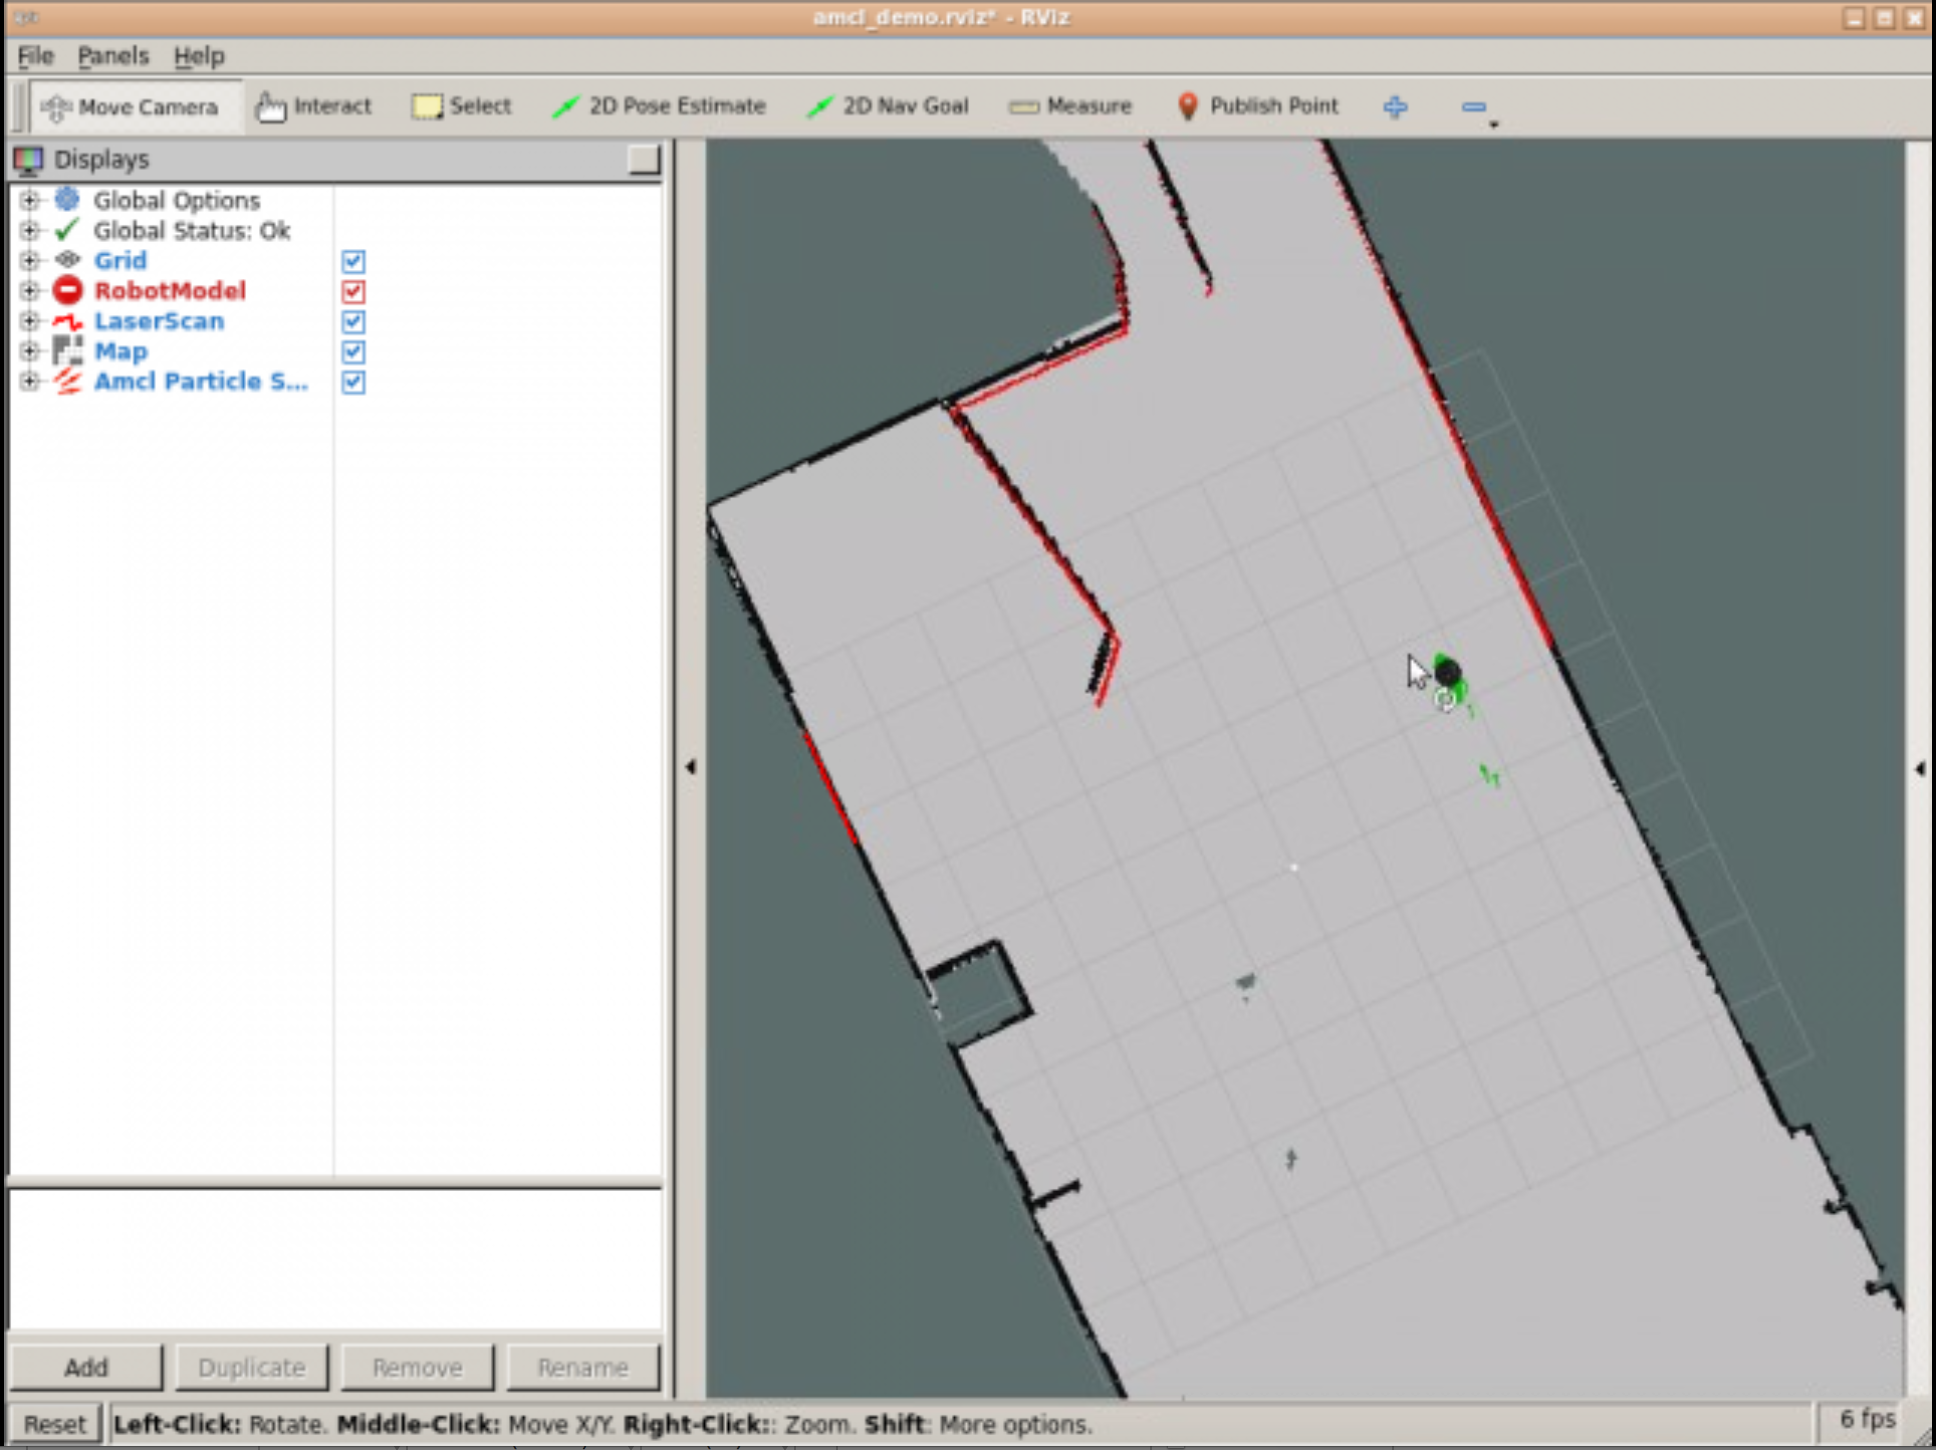 amcl_demo.rviz* - RViz
File Panels Help
Move Camera Interact Select 2D Pose Estimate 2D Nav Goal Measure Publish Point
Displays
Global Options
Global Status: Ok
Grid
RobotModel
LaserScan
Map
Amcl Particle S...
Add Duplicate Remove Rename
Reset Left-Click: Rotate. Middle-Click: Move X/Y. Right-Click:: Zoom. Shift: More options. 6 fps